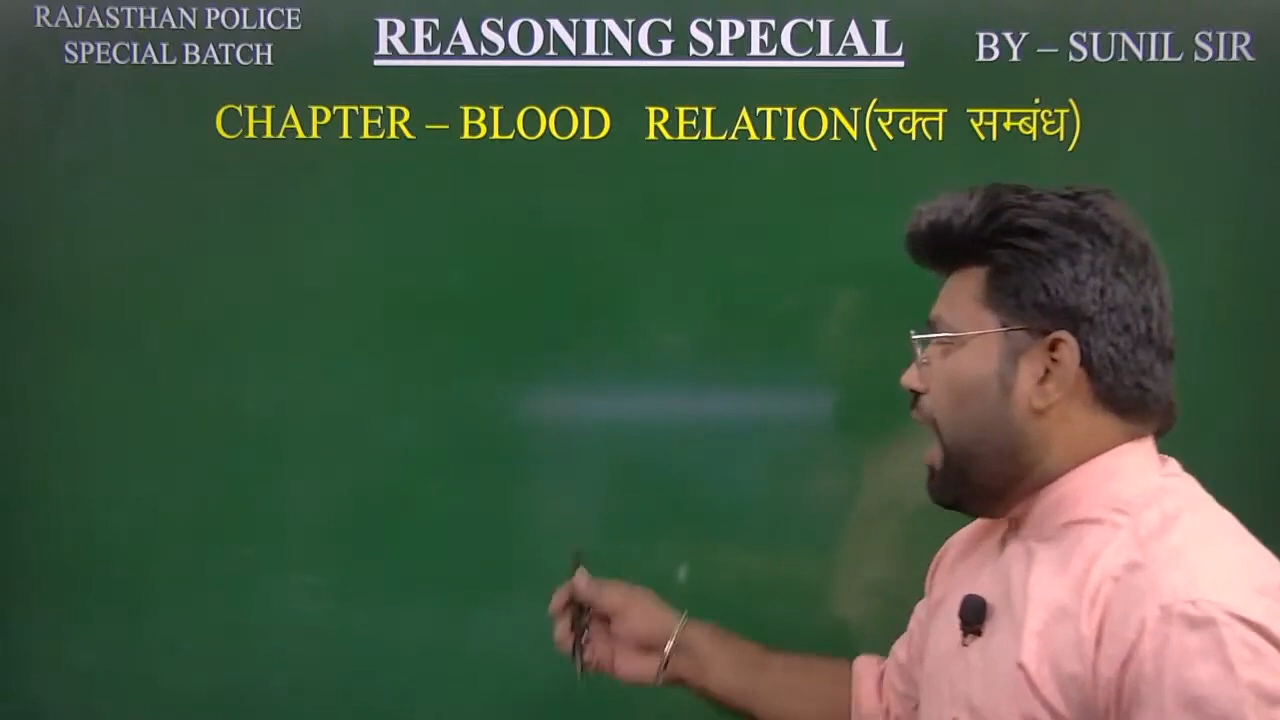 RAJASTHAN POLICE
SPECIAL BATCH
REASONING SPECIAL
BY – SUNIL SIR
CHAPTER – BLOOD RELATION(रक्त सम्बंध)